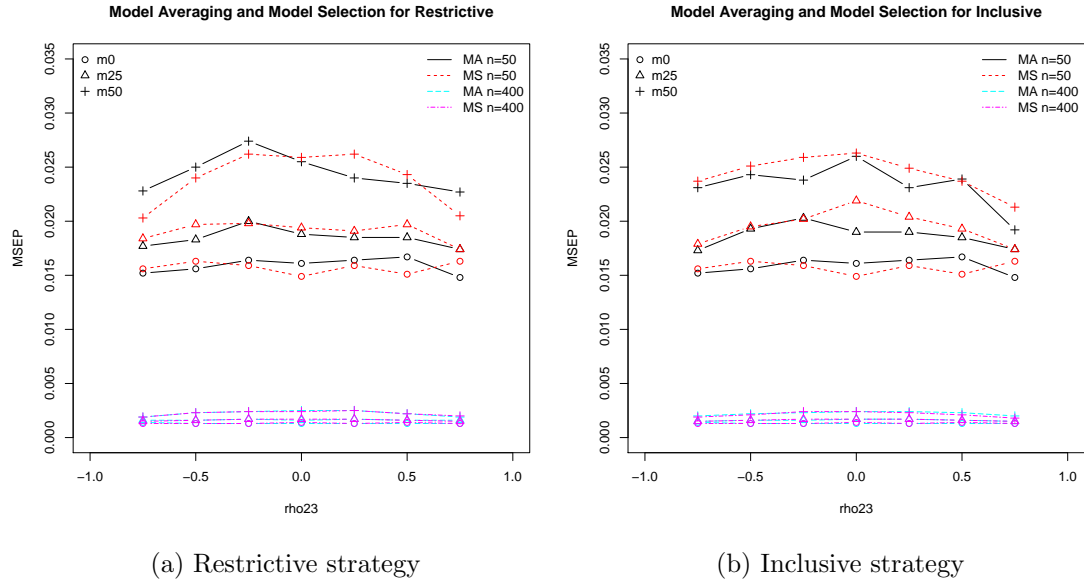 Model Averaging and Model Selection for Restrictive
m0
m25
m50
MA n=50
MS n=50
MA n=400
MS n=400
0.035
0.030
0.025
0.020
0.015
0.010
0.005
0.000
MSEP
−1.0 −0.5 0.0 0.5 1.0
rho23
(a) Restrictive strategy
Model Averaging and Model Selection for Inclusive
m0
m25
m50
MA n=50
MS n=50
MA n=400
MS n=400
0.035
0.030
0.025
0.020
0.015
0.010
0.005
0.000
MSEP
−1.0 −0.5 0.0 0.5 1.0
rho23
(b) Inclusive strategy